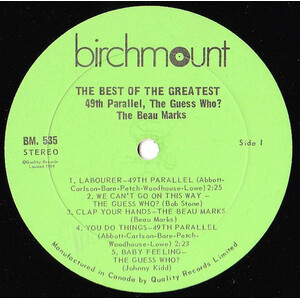 birchmount
THE BEST OF THE GREATEST
49th Parallel, The Guess Who?
The Beau Marks
BM. 535
STEREO
Side 1
©Quality Records
Limited 1969
1. LABOURER—49TH PARALLEL (Abbott-
Carlson-Bare-Petch-Woodhouse-Lowe) 2:25
2. WE CAN'T GO ON THIS WAY —
THE GUESS WHO? (Bob Stone)
3. CLAP YOUR HANDS—THE BEAU MARKS
(Beau Marks)
4. YOU DO THINGS—49TH PARALLEL
(Abbott-Carlson-Bare-Petch-
Woodhouse-Lowe) 2:23
5. BABY FEELING—
THE GUESS WHO?
(Johnny Kidd)
Manufactured in Canada by Quality Records Limited